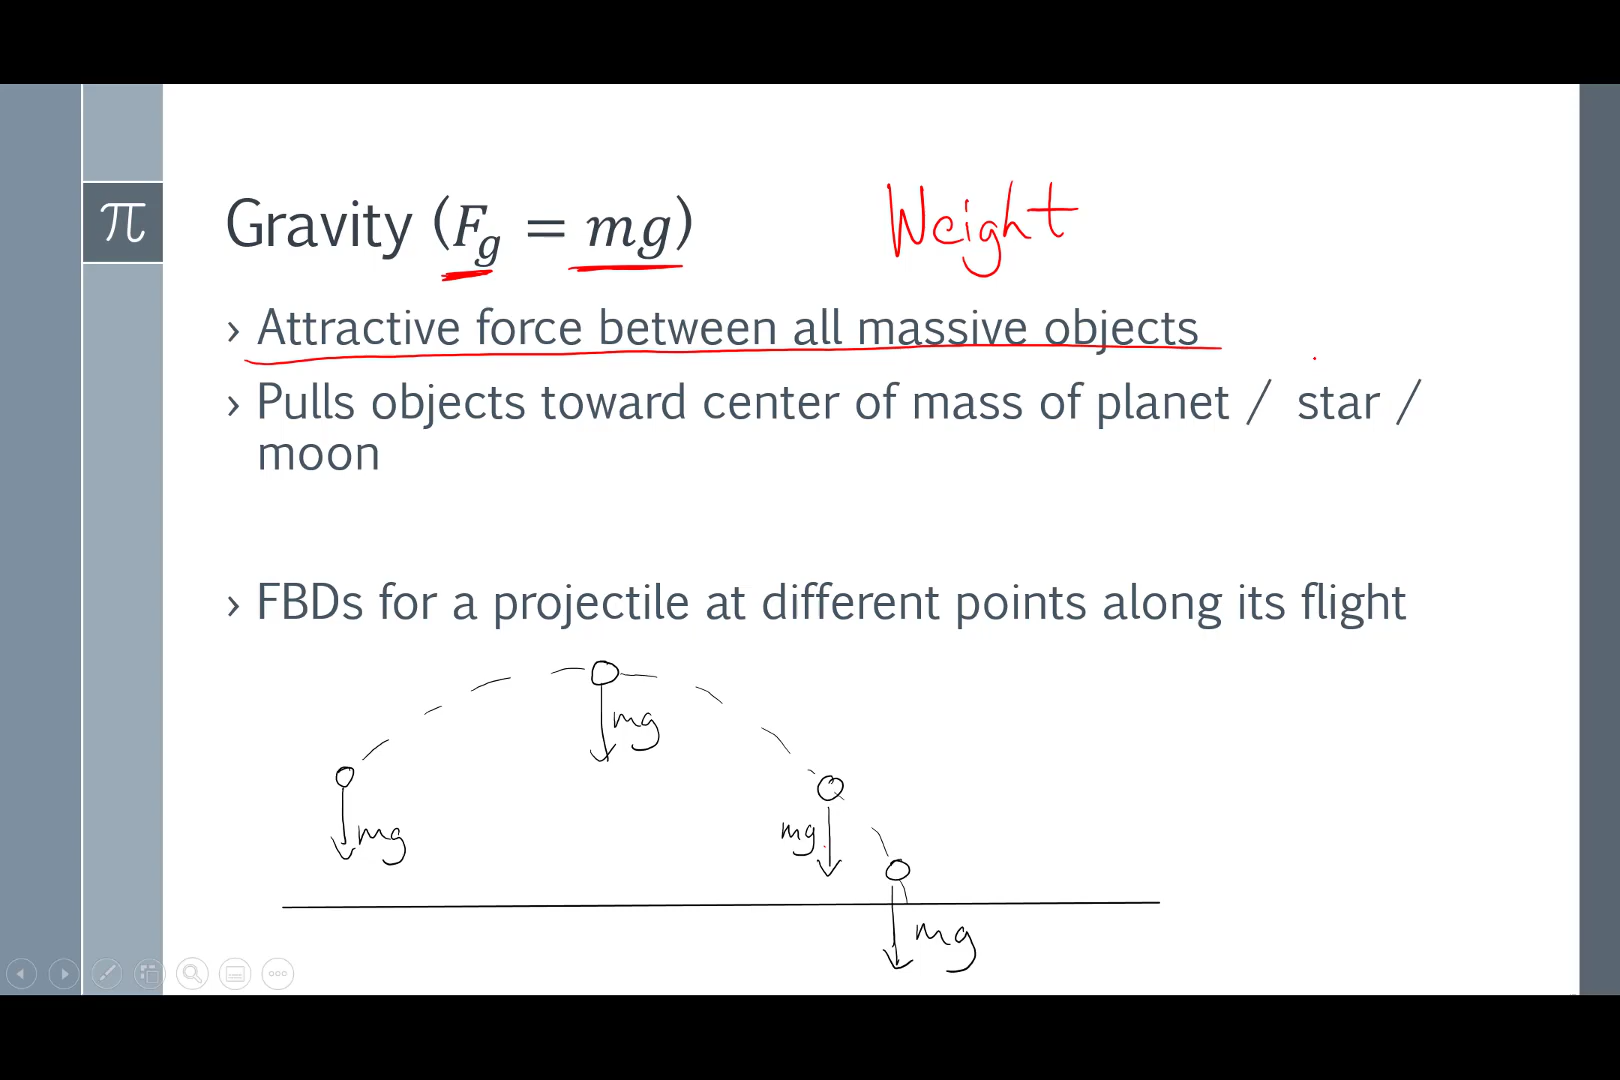 π
Gravity (F_g = mg)
Weight
› Attractive force between all massive objects
› Pulls objects toward center of mass of planet / star /
moon
› FBDs for a projectile at different points along its flight
mg
mg
mg
mg